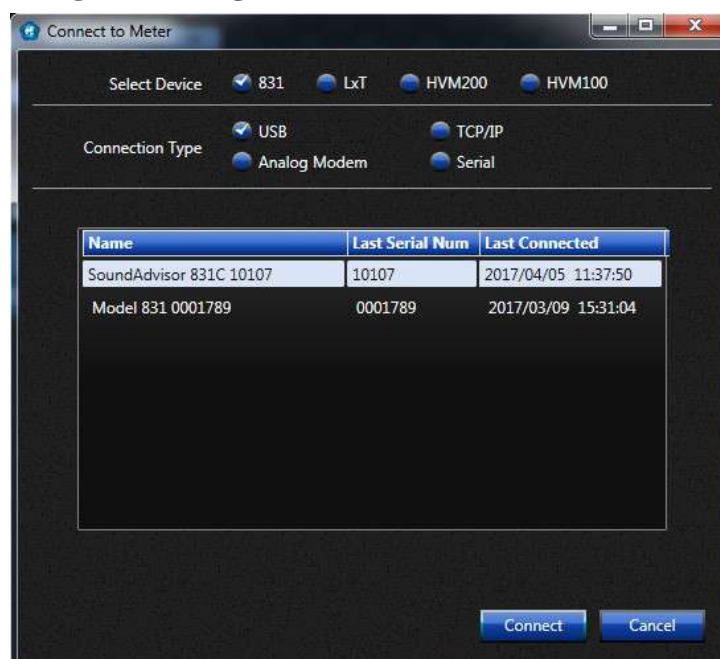 Connect to Meter
Select Device 831 LxT HVM200 HVM100
Connection Type USB TCP/IP
Analog Modem Serial
Name Last Serial Num Last Connected
SoundAdvisor 831C 10107 10107 2017/04/05 11:37:50
Model 831 0001789 0001789 2017/03/09 15:31:04
Connect Cancel